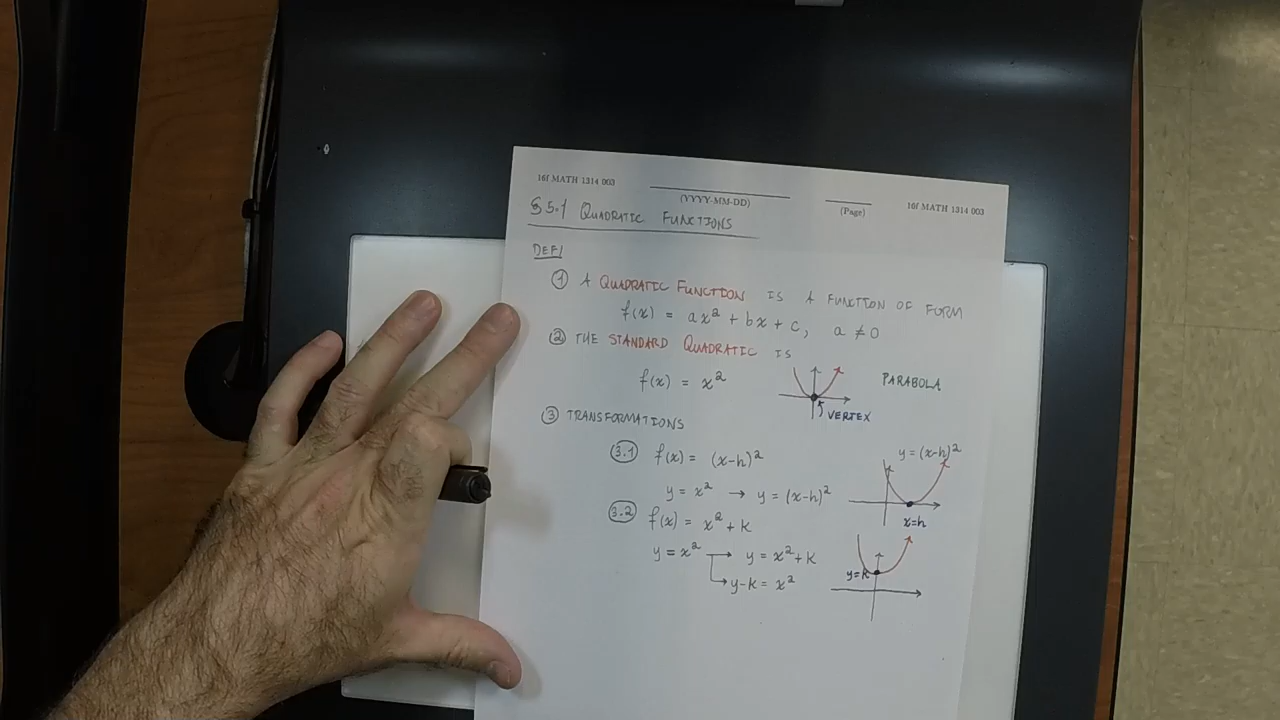 16f MATH 1314 003
(YYYY-MM-DD)
(Page)
16f MATH 1314 003
§5.1 QUADRATIC FUNCTIONS
DEF/
① A QUADRATIC FUNCTION IS A FUNCTION OF FORM
f(x) = ax² + bx + c, a ≠ 0
② THE STANDARD QUADRATIC IS
f(x) = x²
PARABOLA
VERTEX
③ TRANSFORMATIONS
3.1 f(x) = (x-h)²
y = (x-h)²
y = x² → y = (x-h)²
x=h
3.2 f(x) = x² + k
y = x² → y = x²+k
y=k
→ y-k = x²